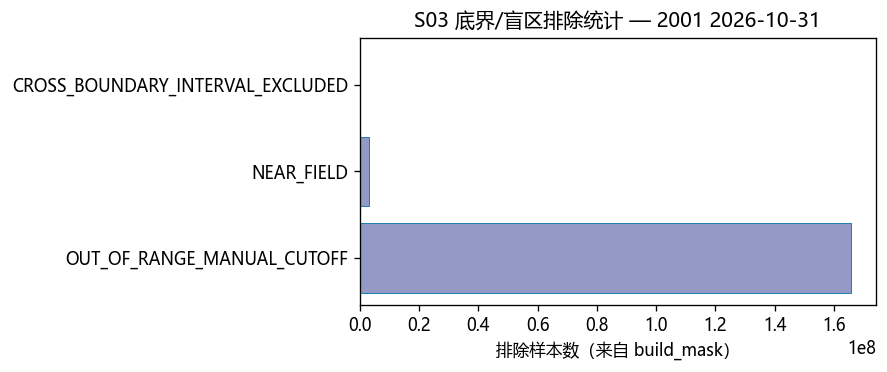 S03 底界/盲区排除统计 — 2001 2026-10-31
CROSS_BOUNDARY_INTERVAL_EXCLUDED
NEAR_FIELD
OUT_OF_RANGE_MANUAL_CUTOFF
0.0 0.2 0.4 0.6 0.8 1.0 1.2 1.4 1.6
1e8
排除样本数（来自 build_mask）